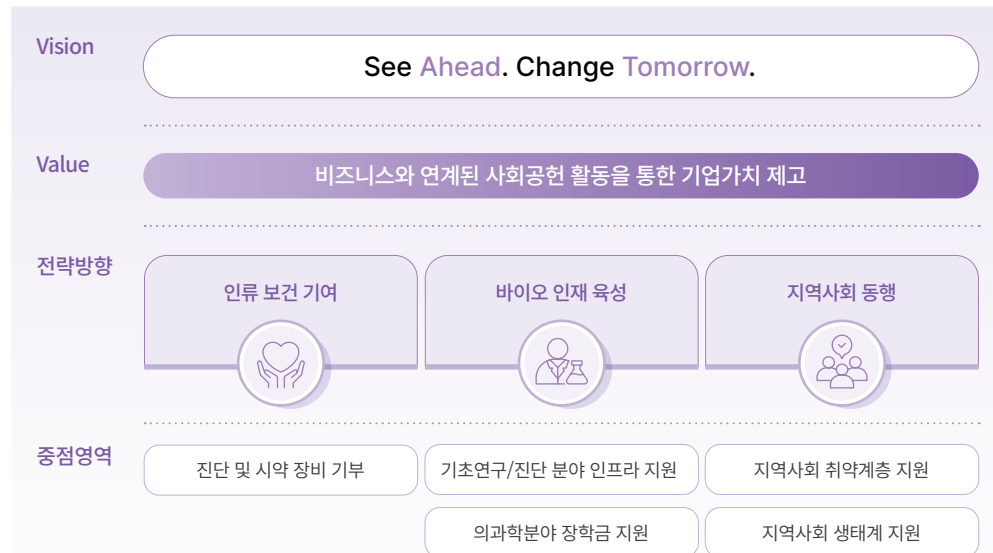 Vision
See Ahead. Change Tomorrow.
Value
비즈니스와 연계된 사회공헌 활동을 통한 기업가치 제고
전략방향
인류 보건 기여
바이오 인재 육성
지역사회 동행
중점영역
진단 및 시약 장비 기부
기초연구/진단 분야 인프라 지원
지역사회 취약계층 지원
의과학분야 장학금 지원
지역사회 생태계 지원